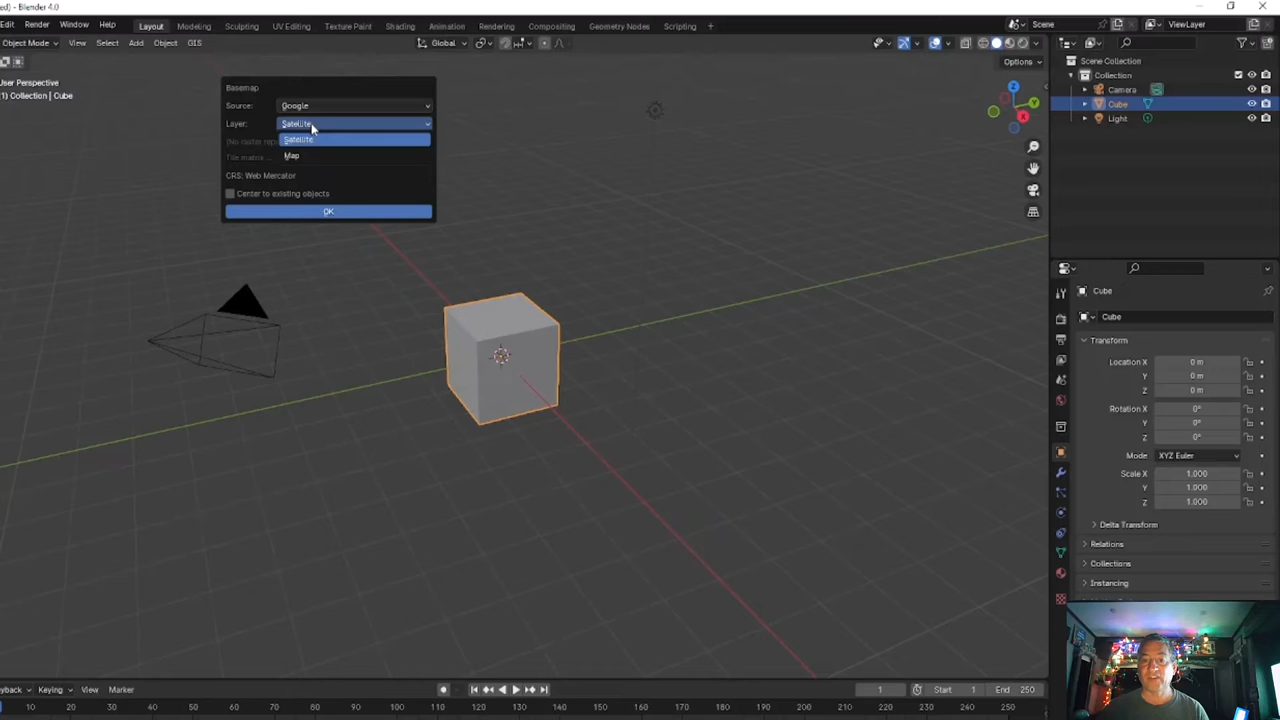 ed) - Blender 4.0
Edit Render Window Help Layout Modeling Sculpting UV Editing Texture Paint Shading Animation Rendering Compositing Geometry Nodes Scripting + Scene ViewLayer
Object Mode View Select Add Object GIS Global
Options
User Perspective
(1) Collection | Cube
Basemap
Source: Google
Layer: Satellite
Satellite
(No raster rep
Map
Tile matrix ...
CRS: Web Mercator
Center to existing objects
OK
Scene Collection
Collection
Camera
Cube
Light
Cube
Cube
Transform
Location X 0 m
Y 0 m
Z 0 m
Rotation X 0°
Y 0°
Z 0°
Mode XYZ Euler
Scale X 1.000
Y 1.000
Z 1.000
Delta Transform
Relations
Collections
Instancing
X
Y
Z
playback Keying View Marker 1 Start 1 End 250
10 20 30 40 50 60 70 80 90 100 110 120 130 140 150 160 170 180 190 200 210 220 230 240 250